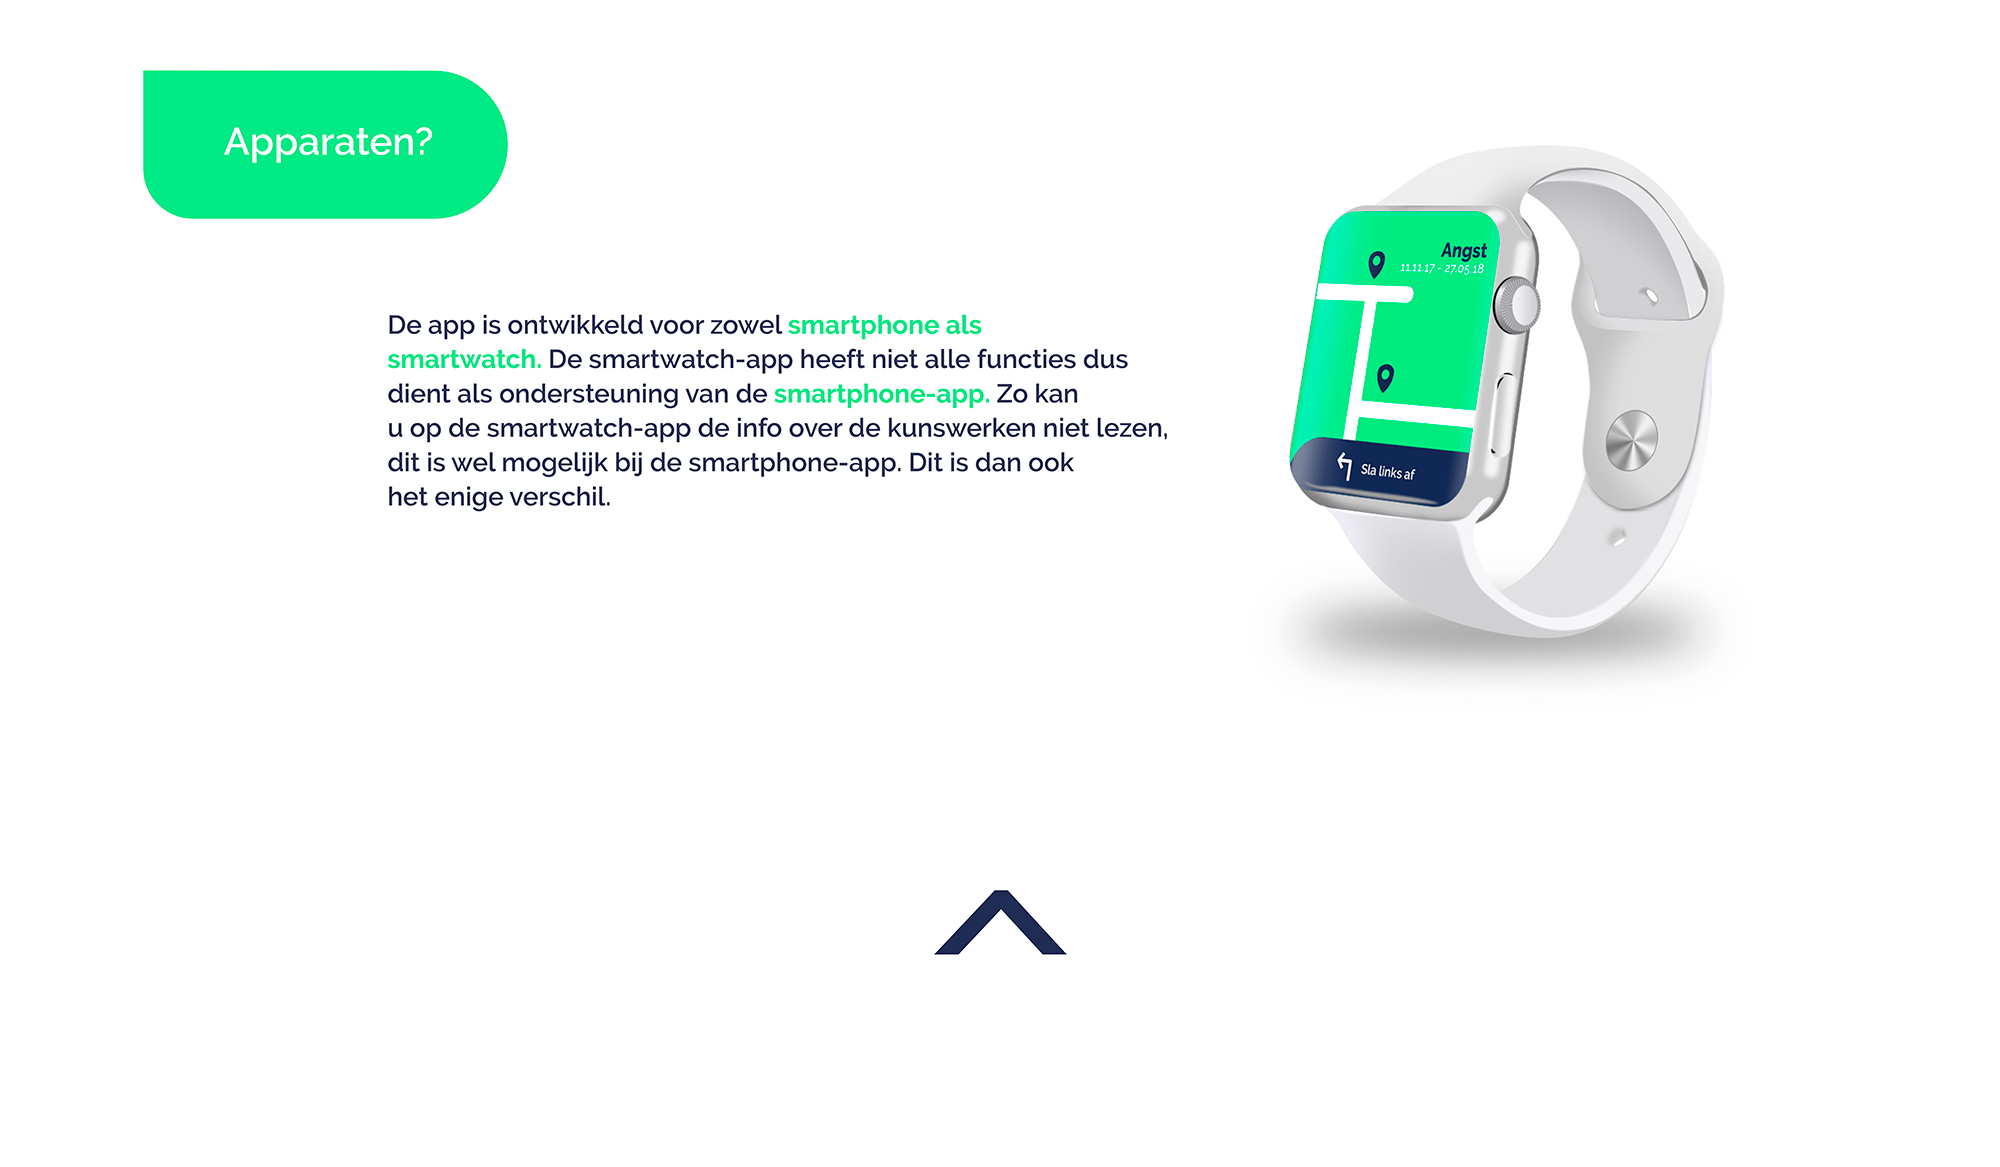 Apparaten?
De app is ontwikkeld voor zowel smartphone als
smartwatch. De smartwatch-app heeft niet alle functies dus
dient als ondersteuning van de smartphone-app. Zo kan
u op de smartwatch-app de info over de kunswerken niet lezen,
dit is wel mogelijk bij de smartphone-app. Dit is dan ook
het enige verschil.
Angst
11.11.17 - 27.05.18
Sla links af